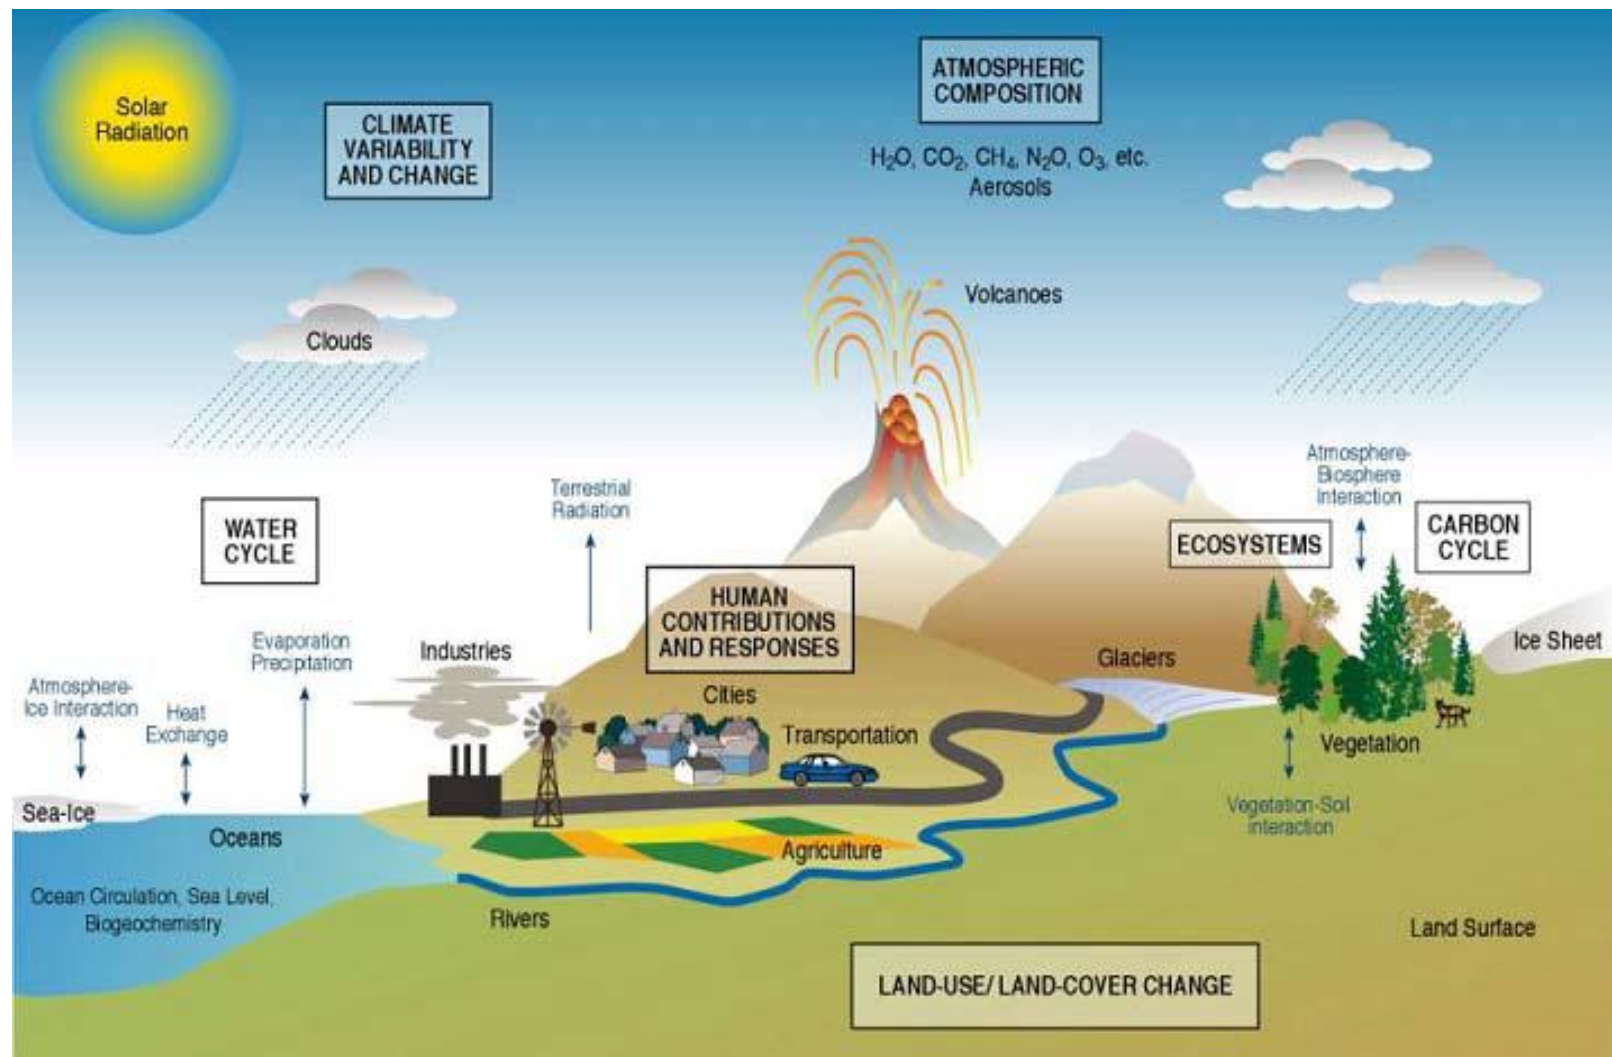 Solar
Radiation
CLIMATE
VARIABILITY
AND CHANGE
ATMOSPHERIC
COMPOSITION
H₂O, CO₂, CH₄, N₂O, O₃, etc.
Aerosols
Volcanoes
Clouds
Atmosphere-
Biosphere
Interaction
Terrestrial
Radiation
WATER
CYCLE
ECOSYSTEMS
CARBON
CYCLE
HUMAN
CONTRIBUTIONS
AND RESPONSES
Evaporation
Precipitation
Industries
Ice Sheet
Glaciers
Atmosphere-
Ice Interaction
Heat
Exchange
Cities
Transportation
Vegetation
Sea-Ice
Oceans
Vegetation-Soil
interaction
Agriculture
Ocean Circulation, Sea Level,
Biogeochemistry
Rivers
Land Surface
LAND-USE/ LAND-COVER CHANGE